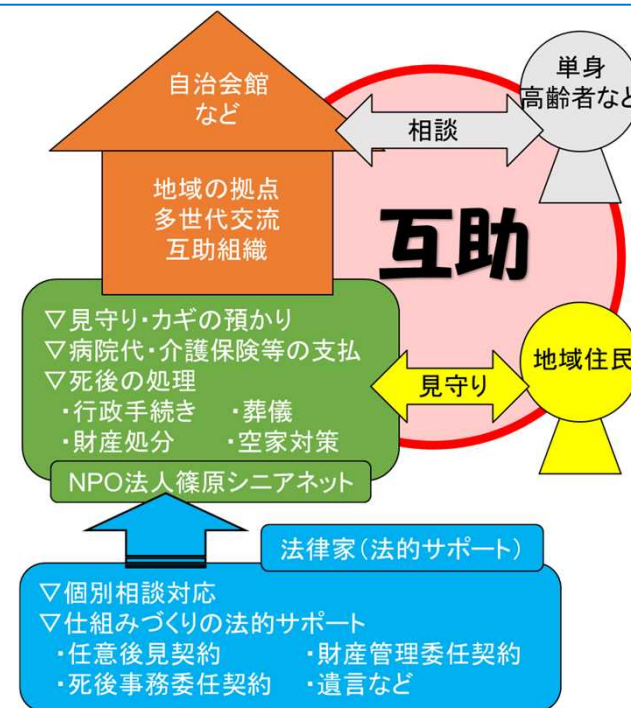 自治会館
など
単身
高齢者など
相談
地域の拠点
多世代交流
互助組織
互助
▽見守り・カギの預かり
▽病院代・介護保険等の支払
▽死後の処理
・行政手続き ・葬儀
・財産処分 ・空家対策
見守り
地域住民
NPO法人篠原シニアネット
法律家(法的サポート)
▽個別相談対応
▽仕組みづくりの法的サポート
・任意後見契約 ・財産管理委任契約
・死後事務委任契約 ・遺言など